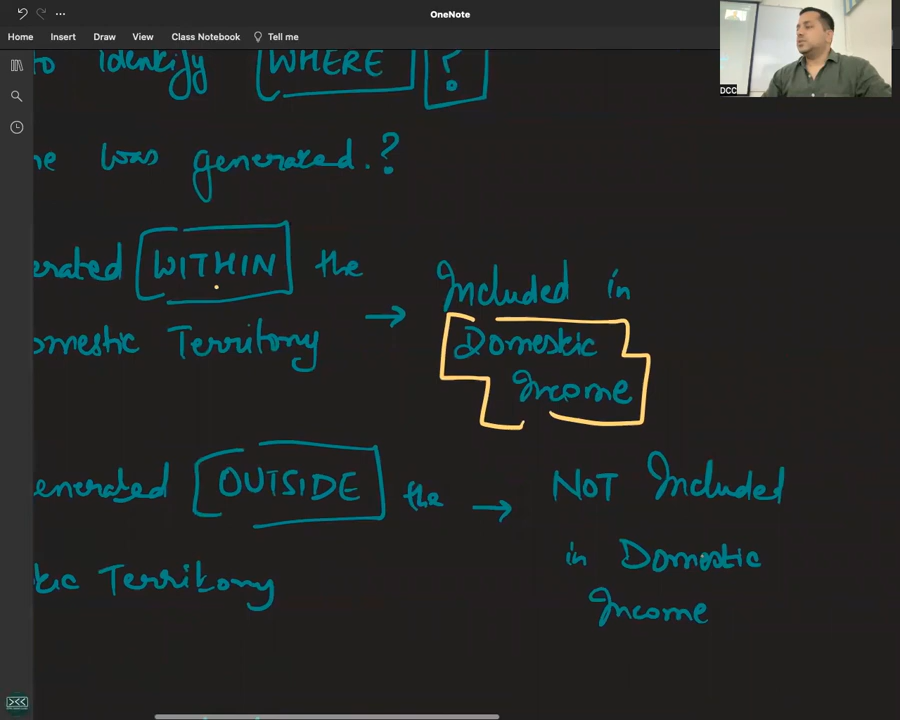 OneNote
Home Insert Draw View Class Notebook Tell me
DCC
to Identify WHERE ?
me was generated.?
erated WITHIN the
omestic Territory → Included in
Domestic
Income
enerated OUTSIDE the → NOT Included
in Domestic
tic Territory
Income
DCC